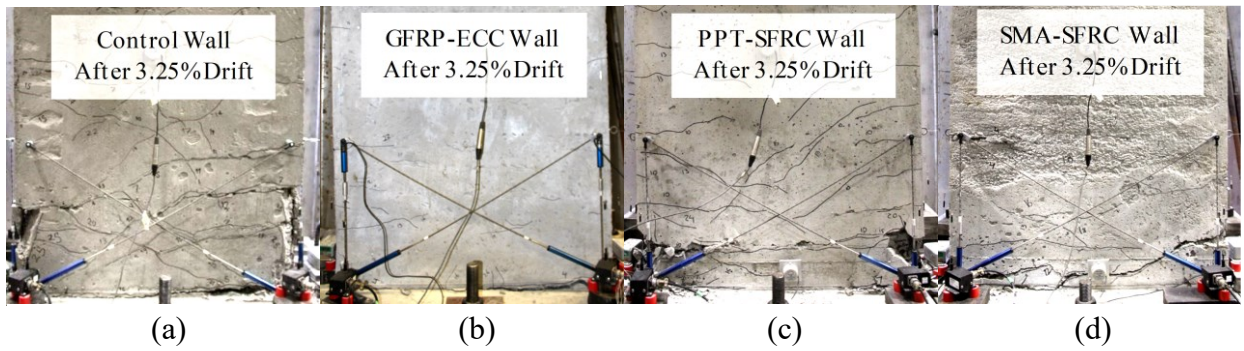 Control Wall
After 3.25% Drift
GFRP-ECC Wall
After 3.25% Drift
PPT-SFRC Wall
After 3.25% Drift
SMA-SFRC Wall
After 3.25% Drift
(a)
(b)
(c)
(d)